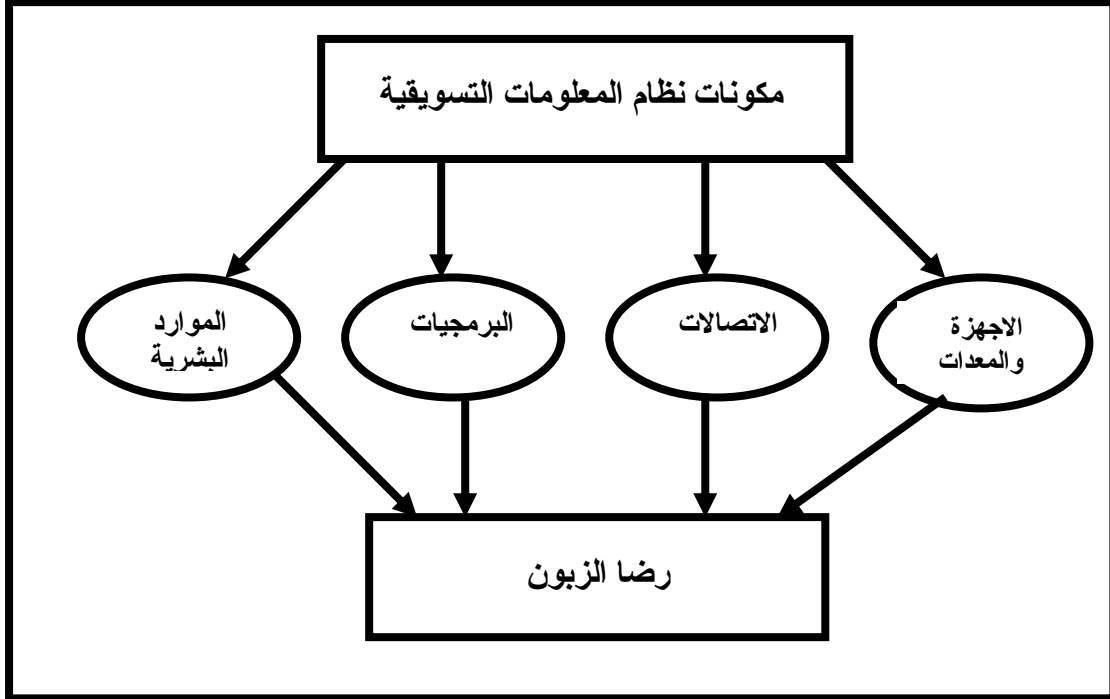 مكونات نظام المعلومات التسويقية
الاجهزة
والمعدات
الاتصالات
البرمجيات
الموارد
البشرية
رضا الزبون